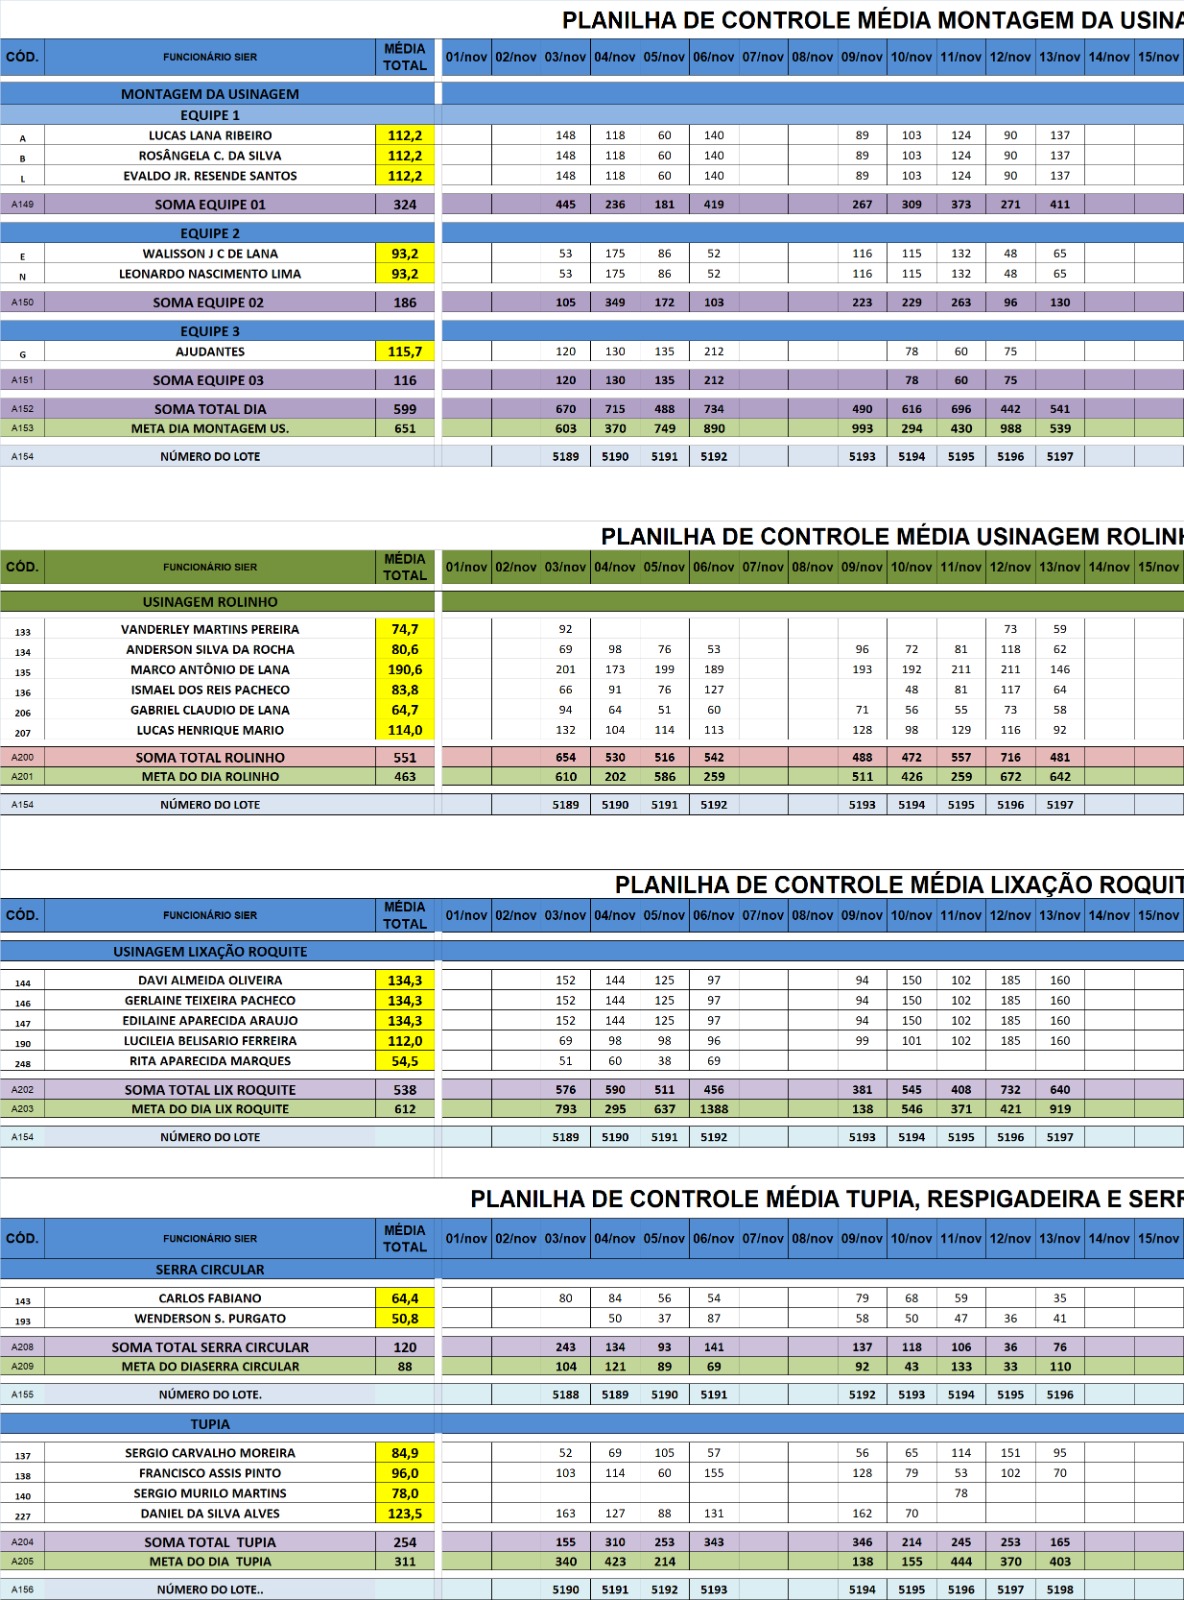 PLANILHA DE CONTROLE MÉDIA MONTAGEM DA USINA
CÓD. FUNCIONÁRIO SIER MÉDIA TOTAL 01/nov 02/nov 03/nov 04/nov 05/nov 06/nov 07/nov 08/nov 09/nov 10/nov 11/nov 12/nov 13/nov 14/nov 15/nov
MONTAGEM DA USINAGEM
EQUIPE 1
A LUCAS LANA RIBEIRO 112,2 148 118 60 140 89 103 124 90 137
B ROSÂNGELA C. DA SILVA 112,2 148 118 60 140 89 103 124 90 137
L EVALDO JR. RESENDE SANTOS 112,2 148 118 60 140 89 103 124 90 137
A149 SOMA EQUIPE 01 324 445 236 181 419 267 309 373 271 411
EQUIPE 2
E WALISSON J C DE LANA 93,2 53 175 86 52 116 115 132 48 65
N LEONARDO NASCIMENTO LIMA 93,2 53 175 86 52 116 115 132 48 65
A150 SOMA EQUIPE 02 186 105 349 172 103 223 229 263 96 130
EQUIPE 3
G AJUDANTES 115,7 120 130 135 212 78 60 75
A151 SOMA EQUIPE 03 116 120 130 135 212 78 60 75
A152 SOMA TOTAL DIA 599 670 715 488 734 490 616 696 442 541
A153 META DIA MONTAGEM US. 651 603 370 749 890 993 294 430 988 539
A154 NÚMERO DO LOTE 5189 5190 5191 5192 5193 5194 5195 5196 5197
PLANILHA DE CONTROLE MÉDIA USINAGEM ROLINH
CÓD. FUNCIONÁRIO SIER MÉDIA TOTAL 01/nov 02/nov 03/nov 04/nov 05/nov 06/nov 07/nov 08/nov 09/nov 10/nov 11/nov 12/nov 13/nov 14/nov 15/nov
USINAGEM ROLINHO
133 VANDERLEY MARTINS PEREIRA 74,7 92 73 59
134 ANDERSON SILVA DA ROCHA 80,6 69 98 76 53 96 72 81 118 62
135 MARCO ANTÔNIO DE LANA 190,6 201 173 199 189 193 192 211 211 146
136 ISMAEL DOS REIS PACHECO 83,8 66 91 76 127 48 81 117 64
206 GABRIEL CLAUDIO DE LANA 64,7 94 64 51 60 71 56 55 73 58
207 LUCAS HENRIQUE MARIO 114,0 132 104 114 113 128 98 129 116 92
A200 SOMA TOTAL ROLINHO 551 654 530 516 542 488 472 557 716 481
A201 META DO DIA ROLINHO 463 610 202 586 259 511 426 259 672 642
A154 NÚMERO DO LOTE 5189 5190 5191 5192 5193 5194 5195 5196 5197
PLANILHA DE CONTROLE MÉDIA LIXAÇÃO ROQUIT
CÓD. FUNCIONÁRIO SIER MÉDIA TOTAL 01/nov 02/nov 03/nov 04/nov 05/nov 06/nov 07/nov 08/nov 09/nov 10/nov 11/nov 12/nov 13/nov 14/nov 15/nov
USINAGEM LIXAÇÃO ROQUITE
144 DAVI ALMEIDA OLIVEIRA 134,3 152 144 125 97 94 150 102 185 160
146 GERLAINE TEIXEIRA PACHECO 134,3 152 144 125 97 94 150 102 185 160
147 EDILAINE APARECIDA ARAUJO 134,3 152 144 125 97 94 150 102 185 160
190 LUCILEIA BELISARIO FERREIRA 112,0 69 98 98 96 99 101 102 185 160
248 RITA APARECIDA MARQUES 54,5 51 60 38 69
A202 SOMA TOTAL LIX ROQUITE 538 576 590 511 456 381 545 408 732 640
A203 META DO DIA LIX ROQUITE 612 793 295 637 1388 138 546 371 421 919
A154 NÚMERO DO LOTE 5189 5190 5191 5192 5193 5194 5195 5196 5197
PLANILHA DE CONTROLE MÉDIA TUPIA, RESPIGADEIRA E SERR
CÓD. FUNCIONÁRIO SIER MÉDIA TOTAL 01/nov 02/nov 03/nov 04/nov 05/nov 06/nov 07/nov 08/nov 09/nov 10/nov 11/nov 12/nov 13/nov 14/nov 15/nov
SERRA CIRCULAR
143 CARLOS FABIANO 64,4 80 84 56 54 79 68 59 35
193 WENDERSON S. PURGATO 50,8 50 37 87 58 50 47 36 41
A208 SOMA TOTAL SERRA CIRCULAR 120 243 134 93 141 137 118 106 36 76
A209 META DO DIASERRA CIRCULAR 88 104 121 89 69 92 43 133 33 110
A155 NÚMERO DO LOTE. 5188 5189 5190 5191 5192 5193 5194 5195 5196
TUPIA
137 SERGIO CARVALHO MOREIRA 84,9 52 69 105 57 56 65 114 151 95
138 FRANCISCO ASSIS PINTO 96,0 103 114 60 155 128 79 53 102 70
140 SERGIO MURILO MARTINS 78,0 78
227 DANIEL DA SILVA ALVES 123,5 163 127 88 131 162 70
A204 SOMA TOTAL TUPIA 254 155 310 253 343 346 214 245 253 165
A205 META DO DIA TUPIA 311 340 423 214 138 155 444 370 403
A156 NÚMERO DO LOTE.. 5190 5191 5192 5193 5194 5195 5196 5197 5198